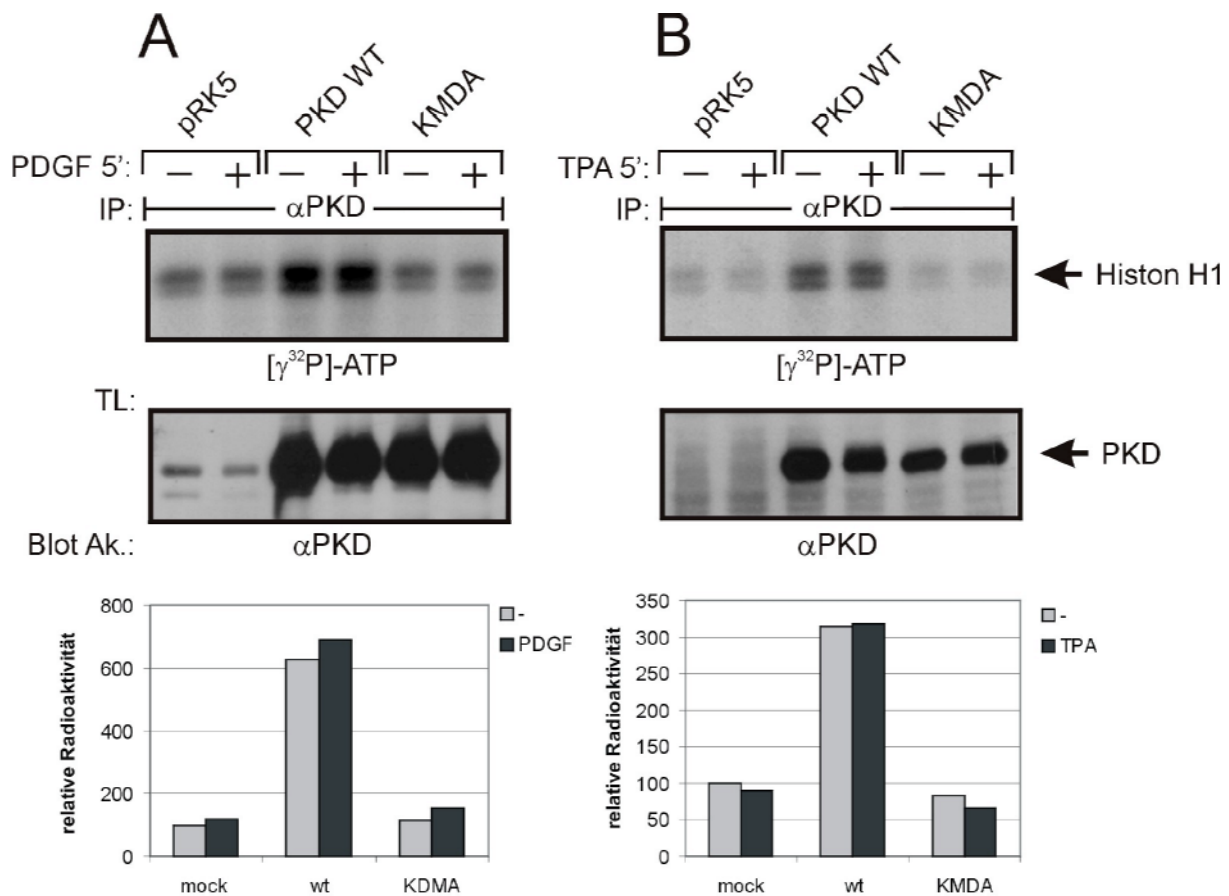 A
pRK5 PKD WT KMDA
PDGF 5': − + − + − +
IP: αPKD
[γ³²P]-ATP
TL:
Blot Ak.: αPKD
800
600
400
200
0
relative Radioaktivität
mock wt KDMA
-
PDGF
B
pRK5 PKD WT KMDA
TPA 5': − + − + − +
αPKD
Histon H1
[γ³²P]-ATP
PKD
αPKD
350
300
250
200
150
100
50
0
relative Radioaktivität
mock wt KMDA
-
TPA
IP: